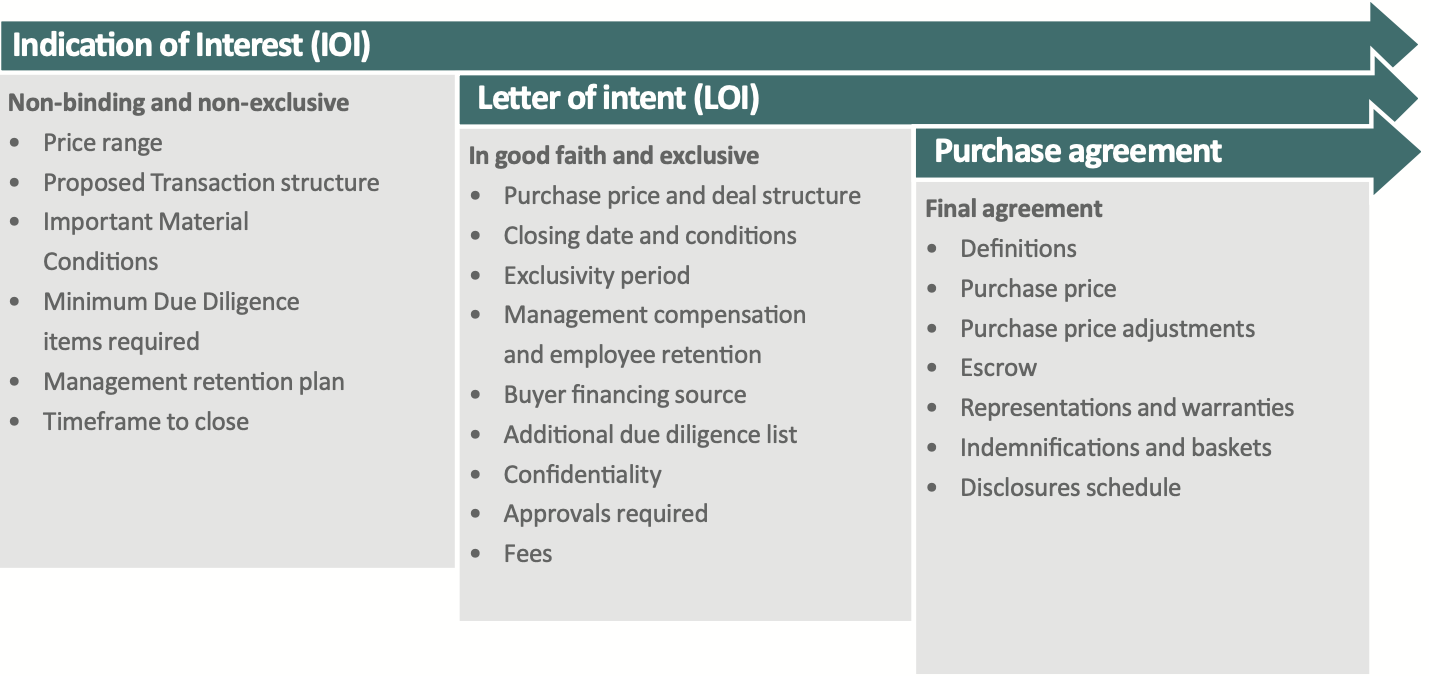 Indication of Interest (IOI)
Non-binding and non-exclusive
• Price range
• Proposed Transaction structure
• Important Material
Conditions
• Minimum Due Diligence
items required
• Management retention plan
• Timeframe to close
Letter of intent (LOI)
In good faith and exclusive
• Purchase price and deal structure
• Closing date and conditions
• Exclusivity period
• Management compensation
and employee retention
• Buyer financing source
• Additional due diligence list
• Confidentiality
• Approvals required
• Fees
Purchase agreement
Final agreement
• Definitions
• Purchase price
• Purchase price adjustments
• Escrow
• Representations and warranties
• Indemnifications and baskets
• Disclosures schedule